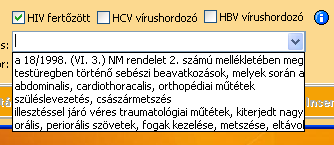 HIV fertőzött HCV vírushordozó HBV vírushordozó
s:
a 18/1998. (VI. 3.) NM rendelet 2. számú mellékletében meg
testüregben történő sebészi beavatkozások, melyek során a
abdominalis, cardiothoracalis, orthopédiai műtétek
szüléslevezetés, császármetszés
illesztéssel járó véres traumatológiai műtétek, kiterjedt nagy
orális, periorális szövetek, fogak kezelése, metszése, eltávol